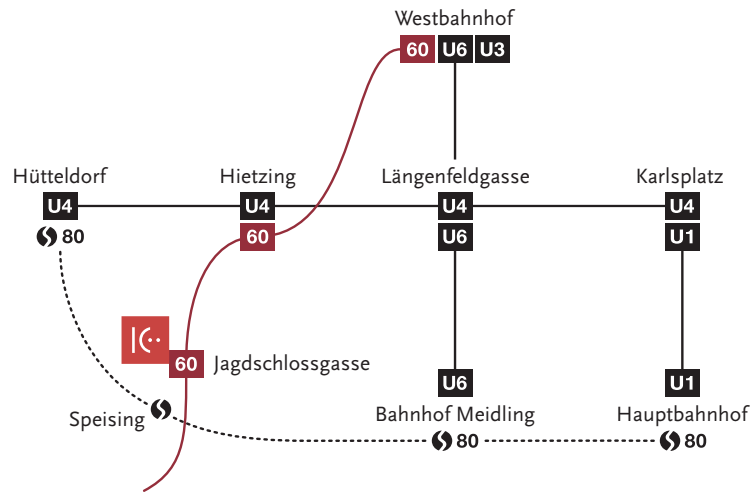 Westbahnhof
60 U6 U3
Hütteldorf
U4
80
Hietzing
U4
60
Längenfeldgasse
U4
U6
Karlsplatz
U4
U1
60
Jagdschlossgasse
Speising
U6
Bahnhof Meidling
80
U1
Hauptbahnhof
80